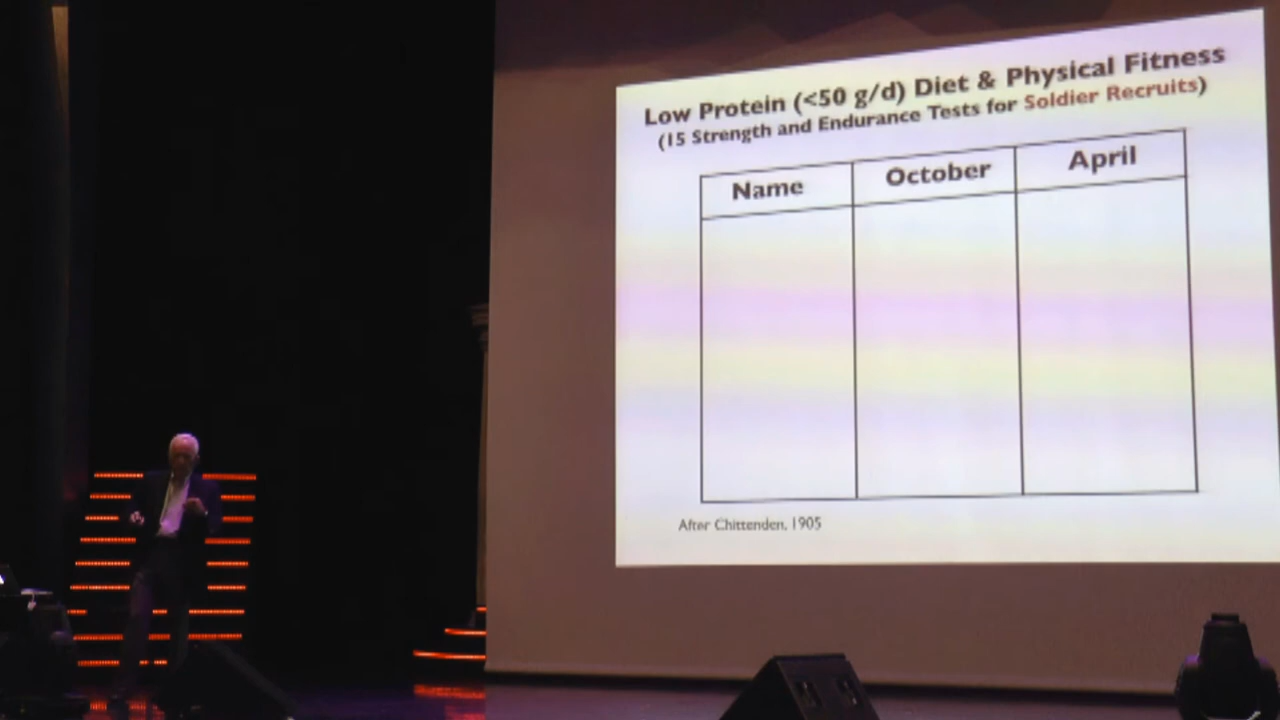 Low Protein (<50 g/d) Diet & Physical Fitness
(15 Strength and Endurance Tests for Soldier Recruits)
Name October April
After Chittenden, 1905